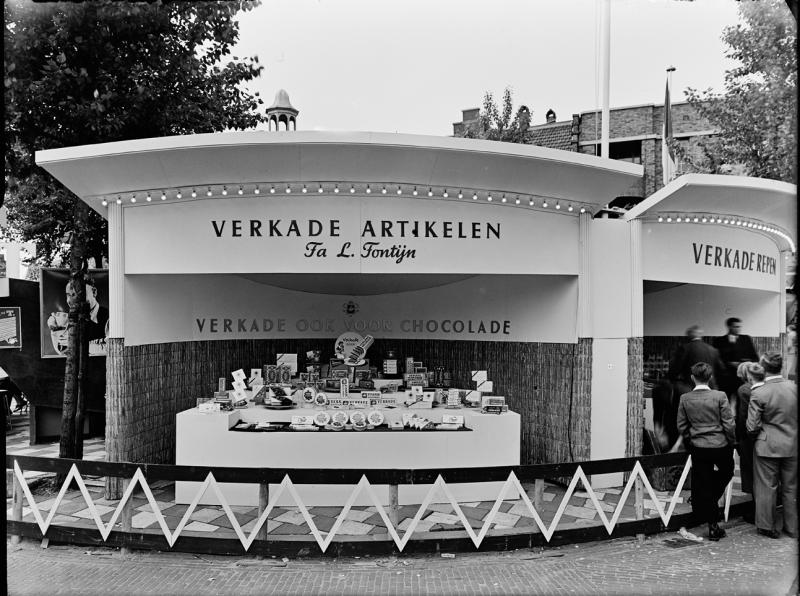 VERKADE ARTIKELEN
Fa L. Fontijn
VERKADE OOK VOOR CHOCOLADE
VERKADE REPEN